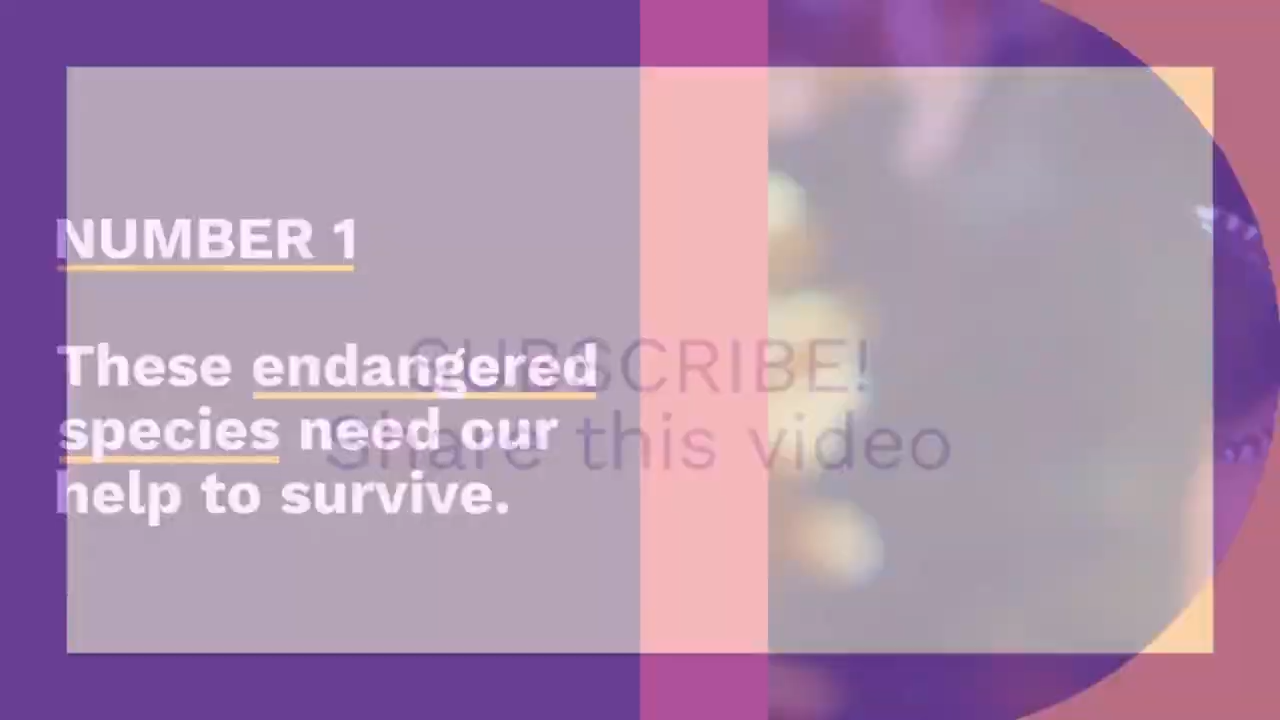 NUMBER 1
These endangered
species need our
help to survive.
SUBSCRIBE!
Share this video